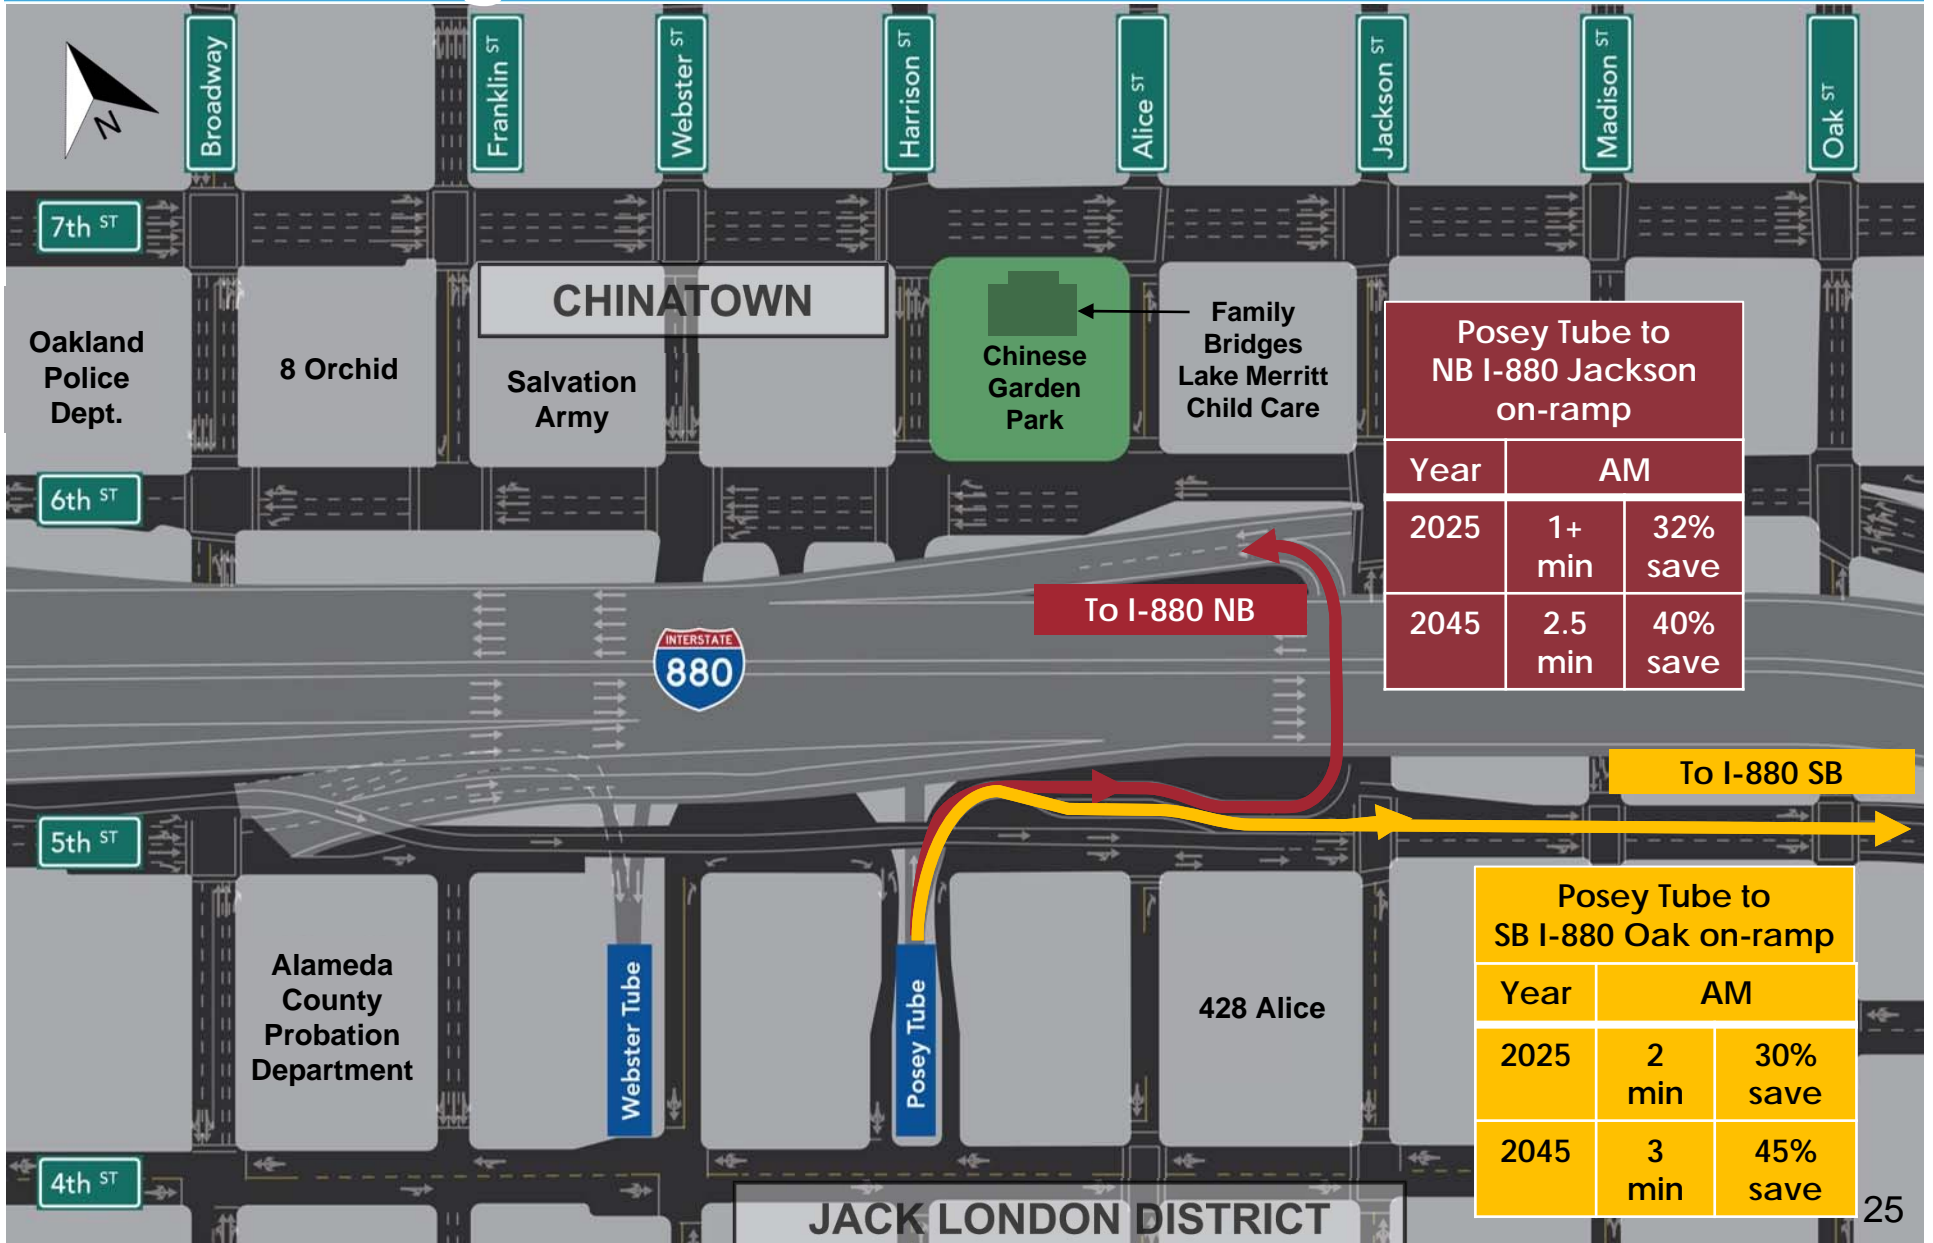 N
Broadway
Franklin ST
Webster ST
Harrison ST
Alice ST
Jackson ST
Madison ST
Oak ST
7th ST
CHINATOWN
Oakland
Police
Dept.
8 Orchid
Salvation
Army
Chinese
Garden
Park
Family
Bridges
Lake Merritt
Child Care
Posey Tube to
NB I-880 Jackson
on-ramp
Year AM
2025 1+ min 32% save
2045 2.5 min 40% save
6th ST
To I-880 NB
INTERSTATE
880
To I-880 SB
5th ST
Posey Tube to
SB I-880 Oak on-ramp
Year AM
2025 2 min 30% save
2045 3 min 45% save
Alameda
County
Probation
Department
Webster Tube
Posey Tube
428 Alice
4th ST
JACK LONDON DISTRICT
25